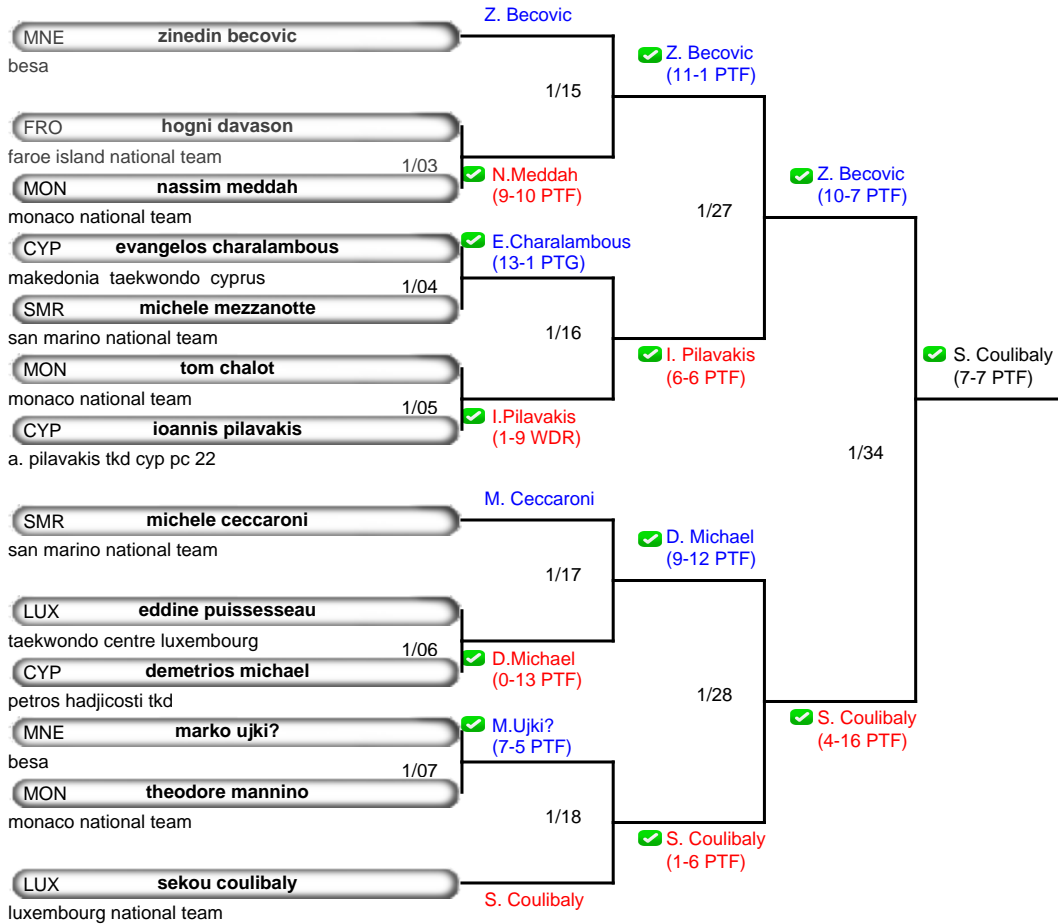 Z. Becovic
MNE zinedin becovic
besa
Z. Becovic
(11-1 PTF)
1/15
FRO hogni davason
faroe island national team
1/03
MON nassim meddah
monaco national team
N.Meddah
(9-10 PTF)
Z. Becovic
(10-7 PTF)
1/27
CYP evangelos charalambous
makedonia taekwondo cyprus
E.Charalambous
(13-1 PTG)
1/04
SMR michele mezzanotte
san marino national team
1/16
MON tom chalot
monaco national team
I. Pilavakis
(6-6 PTF)
S. Coulibaly
(7-7 PTF)
1/05
CYP ioannis pilavakis
a. pilavakis tkd cyp pc 22
I.Pilavakis
(1-9 WDR)
1/34
M. Ceccaroni
SMR michele ceccaroni
san marino national team
D. Michael
(9-12 PTF)
1/17
LUX eddine puissesseau
taekwondo centre luxembourg
1/06
CYP demetrios michael
petros hadjicosti tkd
D.Michael
(0-13 PTF)
1/28
MNE marko ujki?
besa
M.Ujki?
(7-5 PTF)
S. Coulibaly
(4-16 PTF)
1/07
MON theodore mannino
monaco national team
1/18
S. Coulibaly
(1-6 PTF)
LUX sekou coulibaly
luxembourg national team
S. Coulibaly